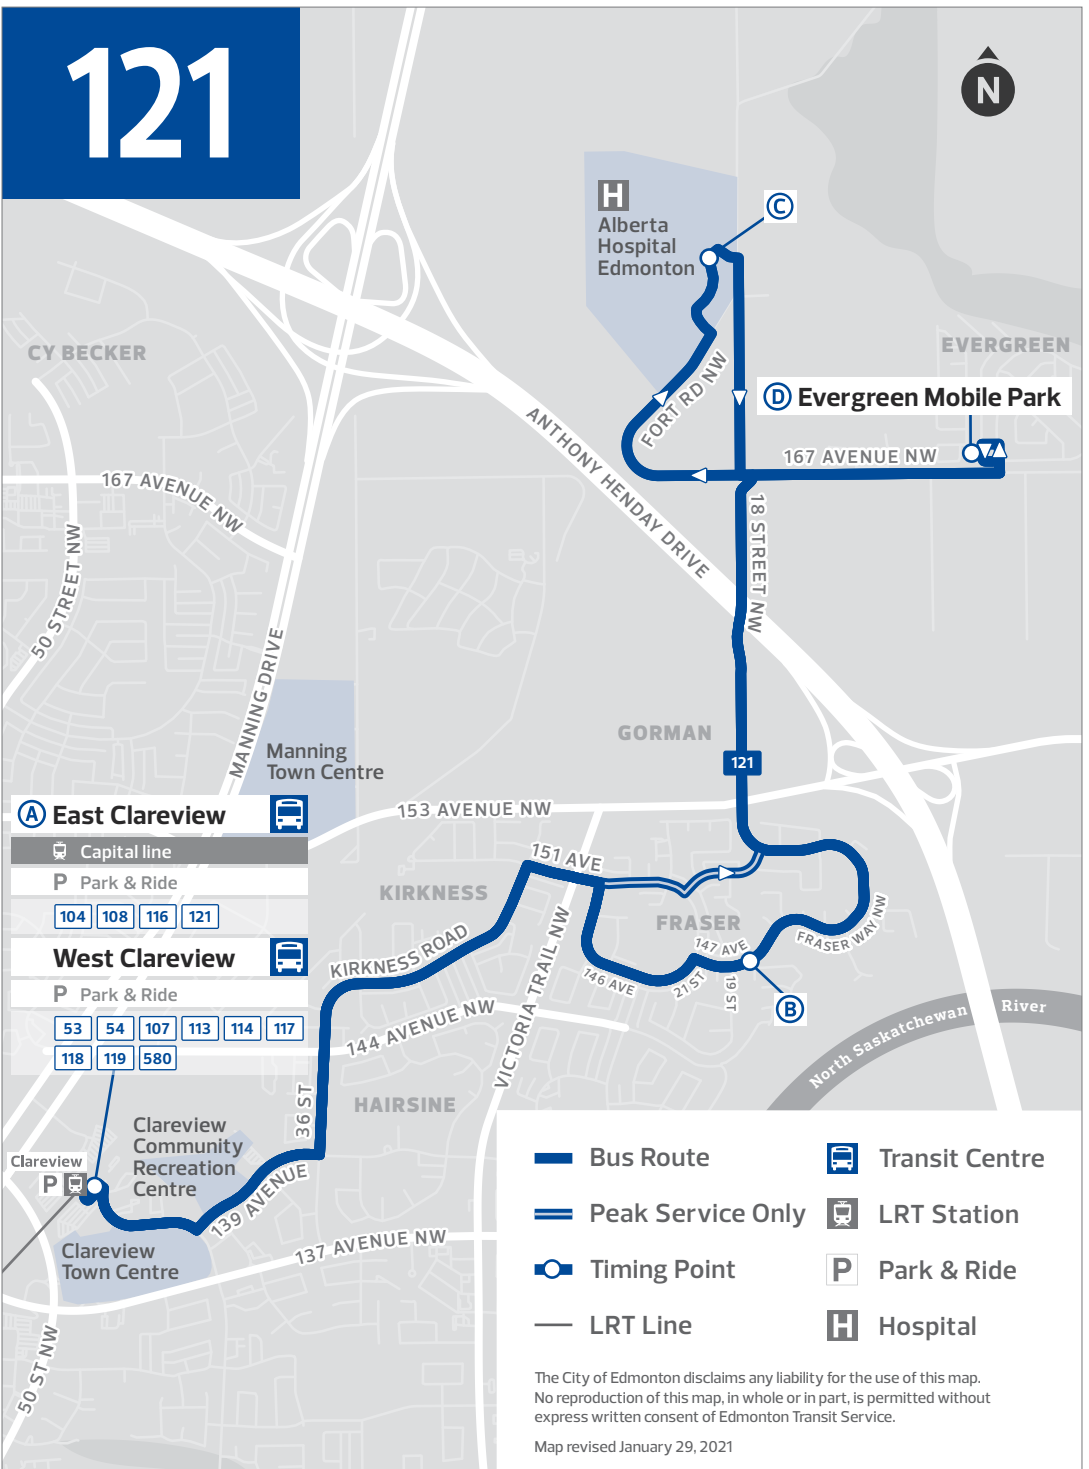 121
N
H
Alberta
Hospital
Edmonton
C
CY BECKER
EVERGREEN
D Evergreen Mobile Park
FORT RD NW
167 AVENUE NW
ANTHONY HENDAY DRIVE
167 AVENUE NW
18 STREET NW
50 STREET NW
MANNING DRIVE
GORMAN
Manning
Town Centre
121
A East Clareview
Capital line
P Park & Ride
104 108 116 121
West Clareview
P Park & Ride
53 54 107 113 114 117
118 119 580
153 AVENUE NW
151 AVE
KIRKNESS
FRASER
KIRKNESS ROAD
VICTORIA TRAIL NW
147 AVE
FRASER WAY NW
146 AVE
21 ST
19 ST
B
144 AVENUE NW
North Saskatchewan River
36 ST
HAIRSINE
Clareview
Community
Recreation
Centre
Clareview
P
139 AVENUE
Clareview
Town Centre
137 AVENUE NW
50 ST NW
Bus Route
Transit Centre
Peak Service Only
LRT Station
Timing Point
P Park & Ride
LRT Line
H Hospital
The City of Edmonton disclaims any liability for the use of this map.
No reproduction of this map, in whole or in part, is permitted without
express written consent of Edmonton Transit Service.
Map revised January 29, 2021